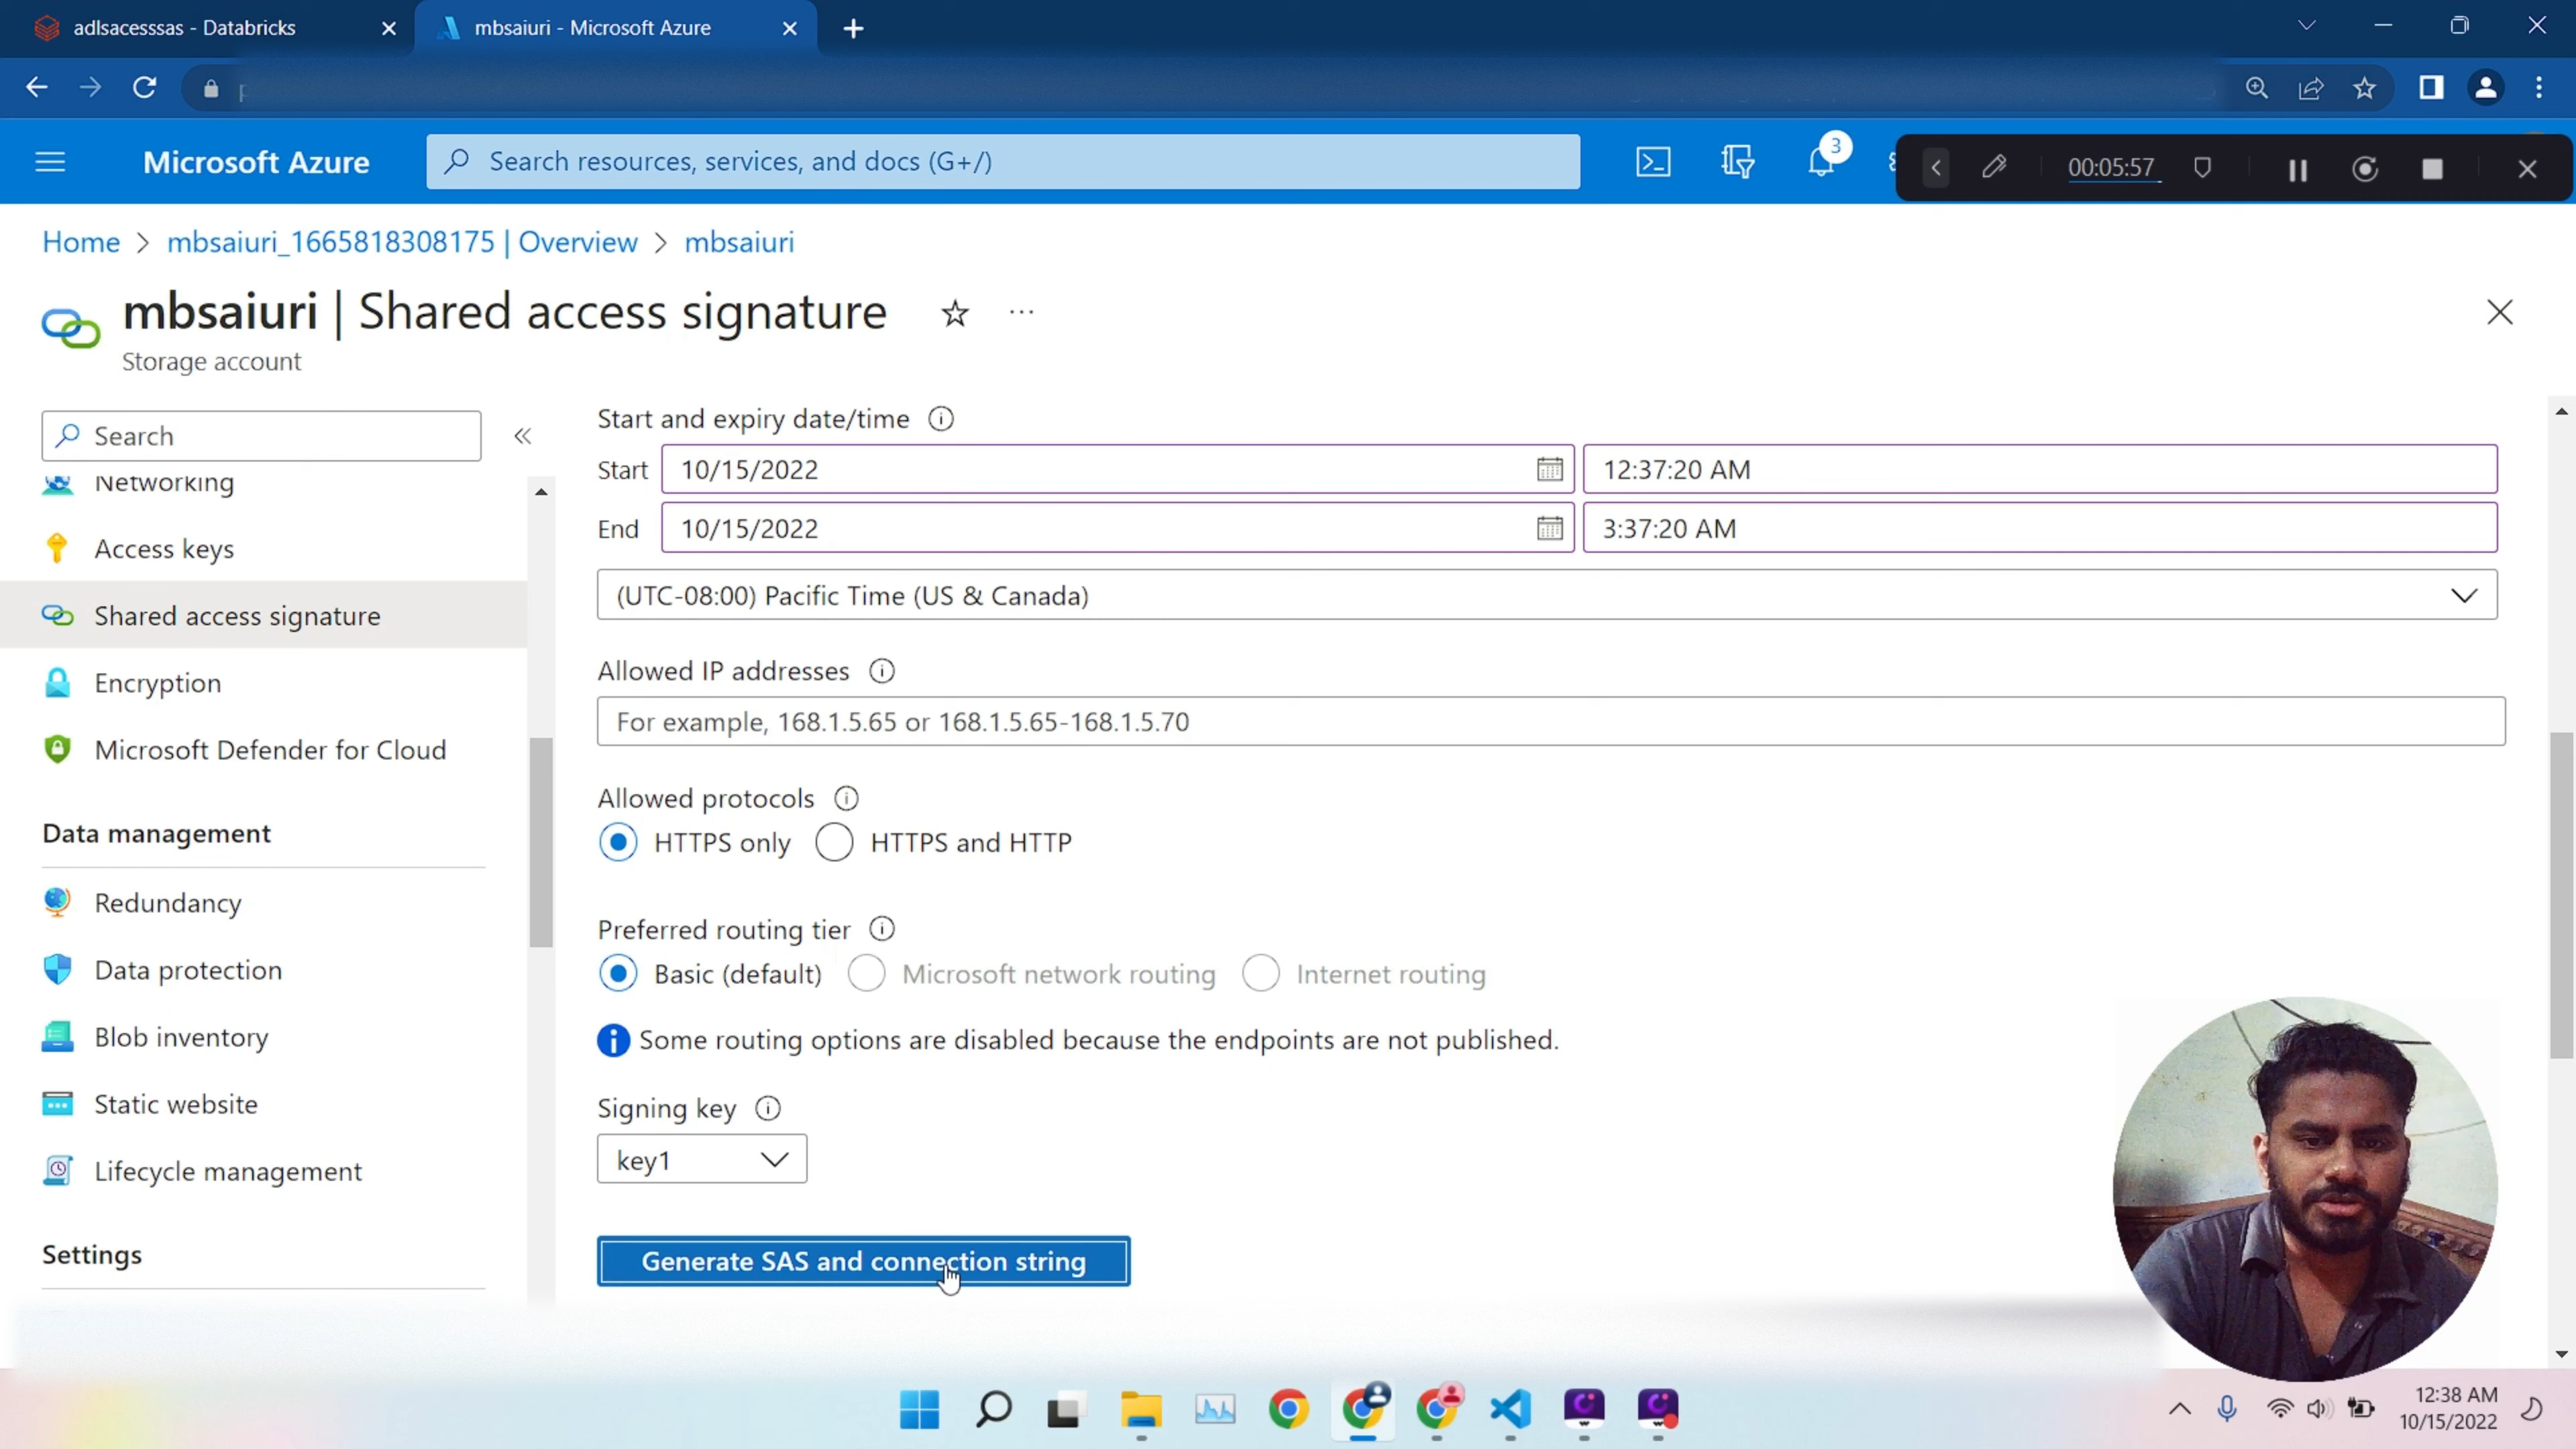 adlsacesssas - Databricks
mbsaiuri - Microsoft Azure
Microsoft Azure
Search resources, services, and docs (G+/)
3
00:05:57
Home > mbsaiuri_1665818308175 | Overview > mbsaiuri
mbsaiuri | Shared access signature
Storage account
Search
Networking
Access keys
Shared access signature
Encryption
Microsoft Defender for Cloud
Data management
Redundancy
Data protection
Blob inventory
Static website
Lifecycle management
Settings
Start and expiry date/time
Start 10/15/2022 12:37:20 AM
End 10/15/2022 3:37:20 AM
(UTC-08:00) Pacific Time (US & Canada)
Allowed IP addresses
For example, 168.1.5.65 or 168.1.5.65-168.1.5.70
Allowed protocols
HTTPS only HTTPS and HTTP
Preferred routing tier
Basic (default) Microsoft network routing Internet routing
Some routing options are disabled because the endpoints are not published.
Signing key
key1
Generate SAS and connection string
12:38 AM
10/15/2022